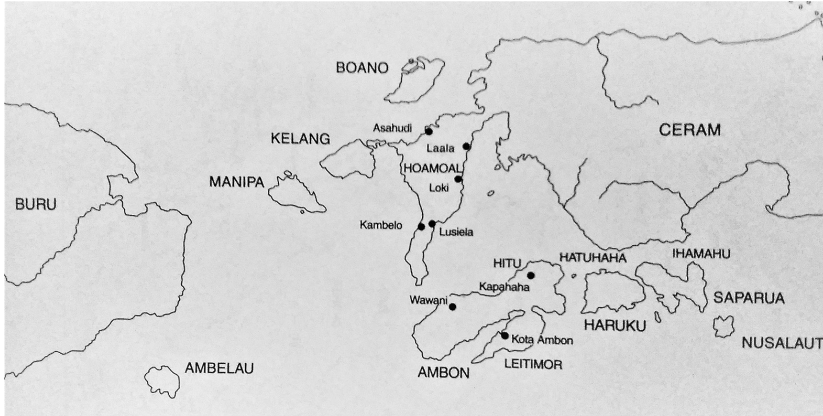 BOANO
Asahudi
KELANG
CERAM
Laala
HOAMOAL
MANIPA
Loki
BURU
Kambelo
Lusiela
HITU
HATUHAHA
IHAMAHU
Kapahaha
Wawani
SAPARUA
HARUKU
Kota Ambon
NUSALAUT
LEITIMOR
AMBELAU
AMBON